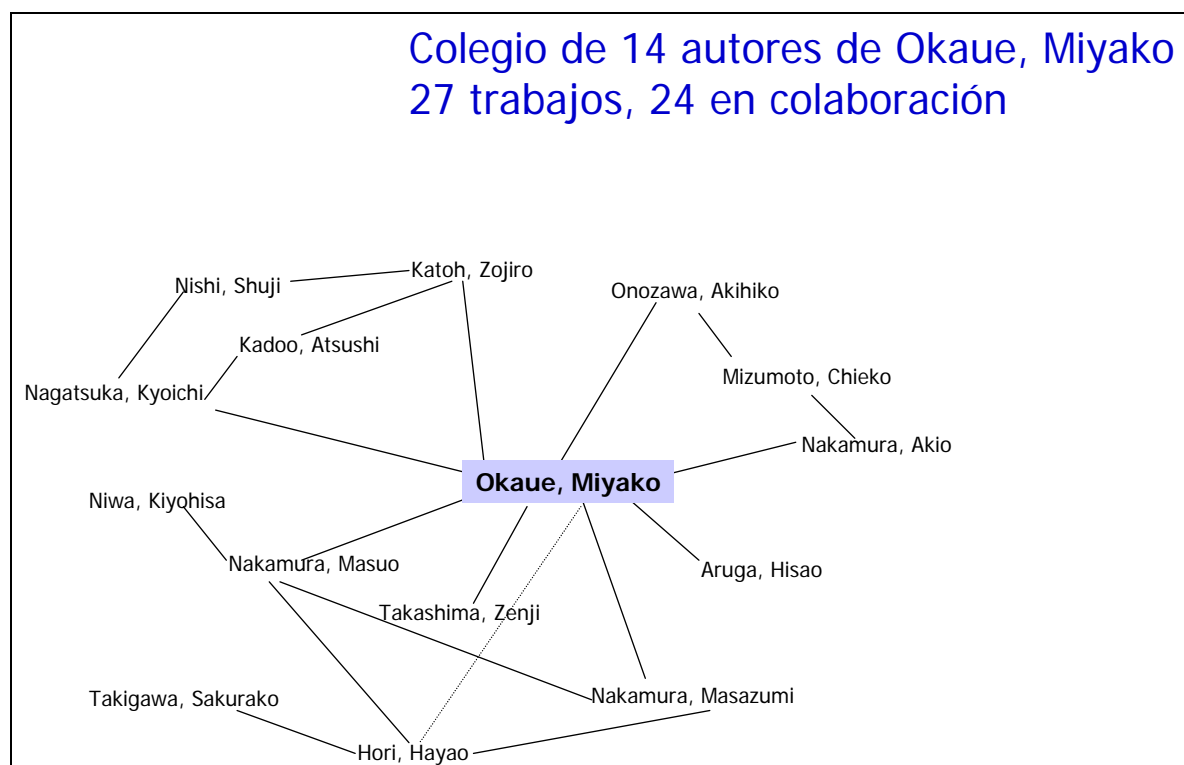 Colegio de 14 autores de Okaue, Miyako
27 trabajos, 24 en colaboración
Katoh, Zojiro
Nishi, Shuji
Onozawa, Akihiko
Kadoo, Atsushi
Mizumoto, Chieko
Nagatsuka, Kyoichi
Nakamura, Akio
Okaue, Miyako
Niwa, Kiyohisa
Nakamura, Masuo
Aruga, Hisao
Takashima, Zenji
Takigawa, Sakurako
Nakamura, Masazumi
Hori, Hayao